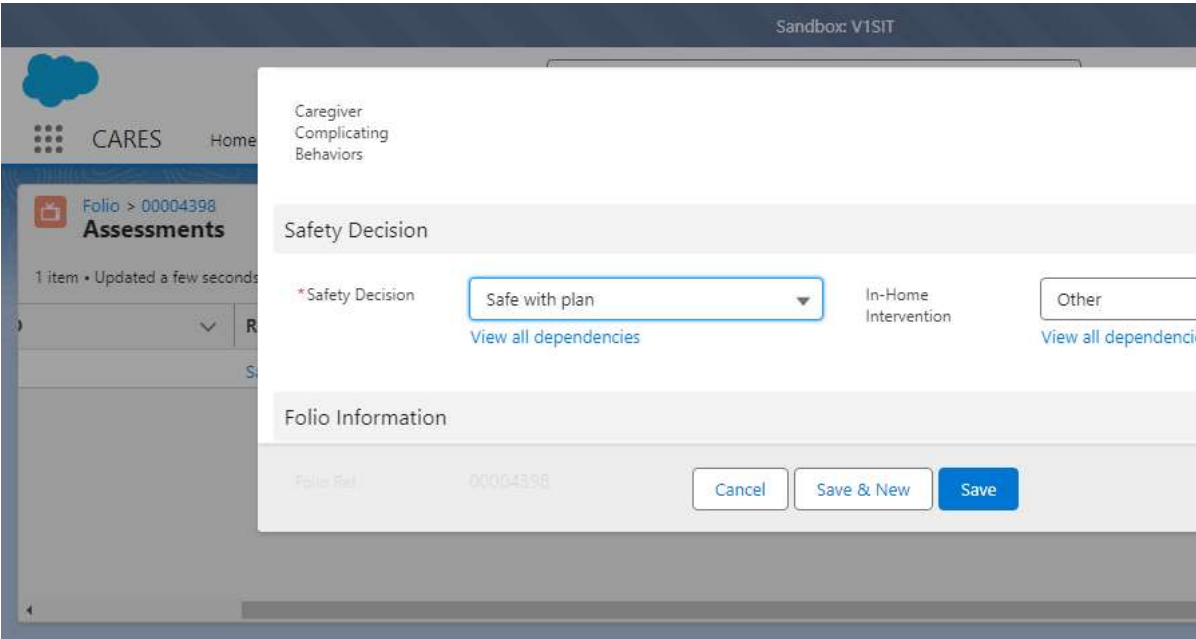 Sandbox: V1SIT
CARES
Home
Folio > 00004398
Assessments
1 item • Updated a few seconds
R
Caregiver
Complicating
Behaviors
Safety Decision
*Safety Decision
Safe with plan
View all dependencies
In-Home
Intervention
Other
View all dependenci
Folio Information
Folio Ref
00004398
Cancel
Save & New
Save